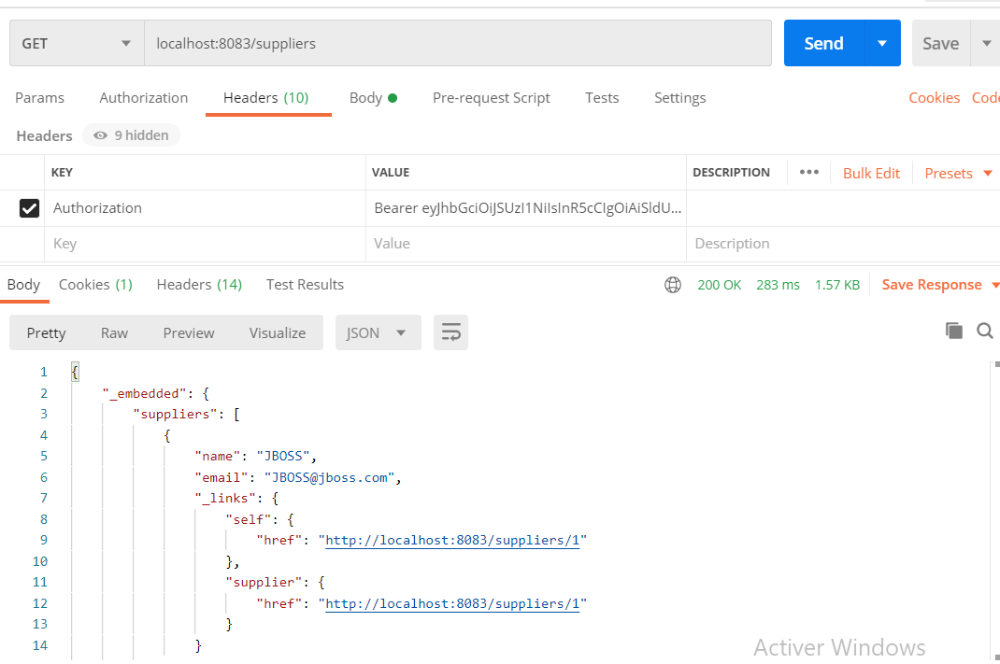 GET localhost:8083/suppliers Send Save
Params Authorization Headers (10) Body Pre-request Script Tests Settings Cookies Code
Headers 9 hidden
KEY VALUE DESCRIPTION ••• Bulk Edit Presets
Authorization Bearer eyJhbGciOiJSUzI1NiIsInR5cCIgOiAiSldU...
Key Value Description
Body Cookies (1) Headers (14) Test Results 200 OK 283 ms 1.57 KB Save Response
Pretty Raw Preview Visualize JSON
1 {
2 "_embedded": {
3 "suppliers": [
4 {
5 "name": "JBOSS",
6 "email": "JBOSS@jboss.com",
7 "_links": {
8 "self": {
9 "href": "http://localhost:8083/suppliers/1"
10 },
11 "supplier": {
12 "href": "http://localhost:8083/suppliers/1"
13 }
14 }
Activer Windows